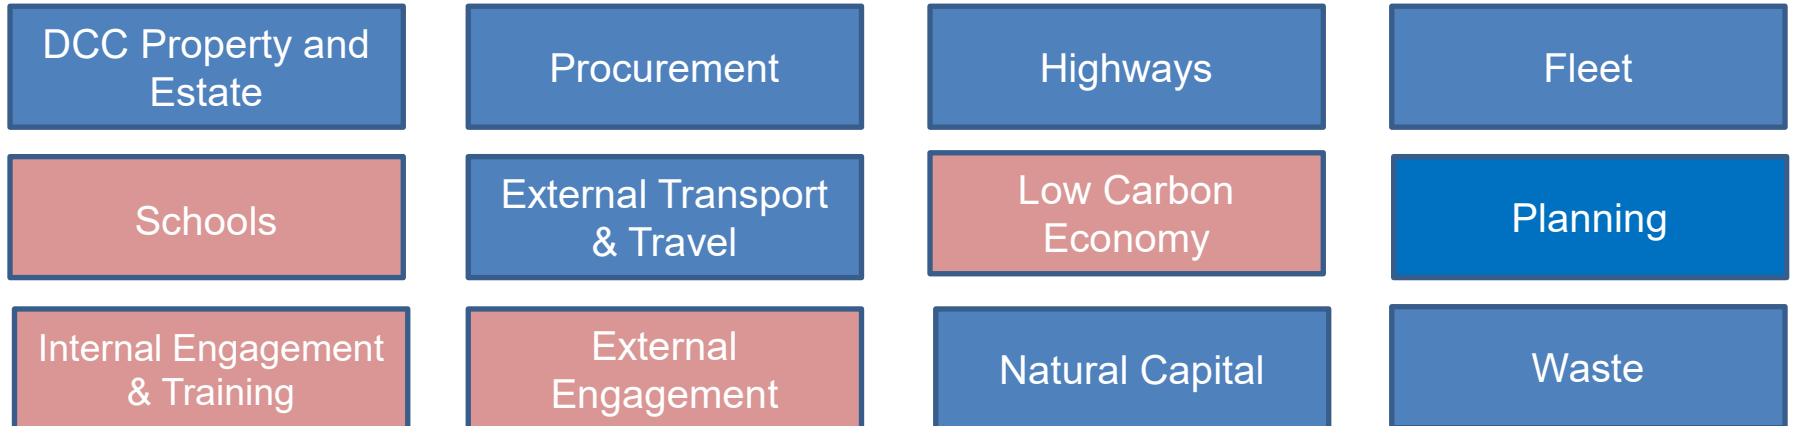 DCC Property and
Estate
Procurement
Highways
Fleet
Schools
External Transport
& Travel
Low Carbon
Economy
Planning
Internal Engagement
& Training
External
Engagement
Natural Capital
Waste